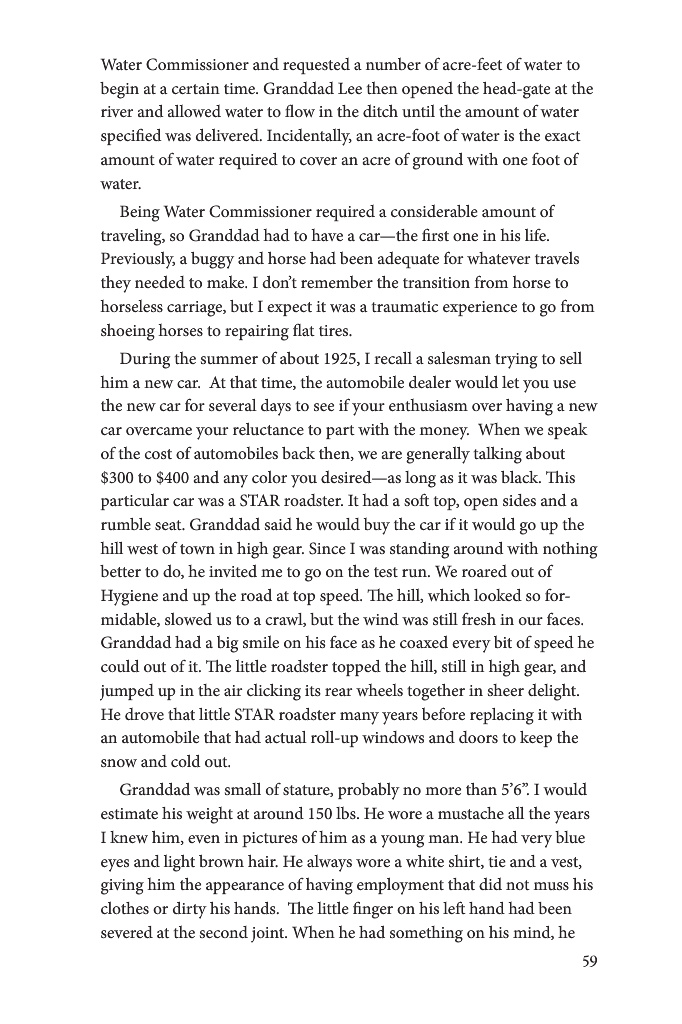 Water Commissioner and requested a number of acre-feet of water to
begin at a certain time. Granddad Lee then opened the head-gate at the
river and allowed water to flow in the ditch until the amount of water
specified was delivered. Incidentally, an acre-foot of water is the exact
amount of water required to cover an acre of ground with one foot of
water.
Being Water Commissioner required a considerable amount of
traveling, so Granddad had to have a car—the first one in his life.
Previously, a buggy and horse had been adequate for whatever travels
they needed to make. I don’t remember the transition from horse to
horseless carriage, but I expect it was a traumatic experience to go from
shoeing horses to repairing flat tires.
During the summer of about 1925, I recall a salesman trying to sell
him a new car.  At that time, the automobile dealer would let you use
the new car for several days to see if your enthusiasm over having a new
car overcame your reluctance to part with the money.  When we speak
of the cost of automobiles back then, we are generally talking about
$300 to $400 and any color you desired—as long as it was black. This
particular car was a STAR roadster. It had a soft top, open sides and a
rumble seat. Granddad said he would buy the car if it would go up the
hill west of town in high gear. Since I was standing around with nothing
better to do, he invited me to go on the test run. We roared out of
Hygiene and up the road at top speed. The hill, which looked so for-
midable, slowed us to a crawl, but the wind was still fresh in our faces.
Granddad had a big smile on his face as he coaxed every bit of speed he
could out of it. The little roadster topped the hill, still in high gear, and
jumped up in the air clicking its rear wheels together in sheer delight.
He drove that little STAR roadster many years before replacing it with
an automobile that had actual roll-up windows and doors to keep the
snow and cold out.
Granddad was small of stature, probably no more than 5’6”. I would
estimate his weight at around 150 lbs. He wore a mustache all the years
I knew him, even in pictures of him as a young man. He had very blue
eyes and light brown hair. He always wore a white shirt, tie and a vest,
giving him the appearance of having employment that did not muss his
clothes or dirty his hands.  The little finger on his left hand had been
severed at the second joint. When he had something on his mind, he
59